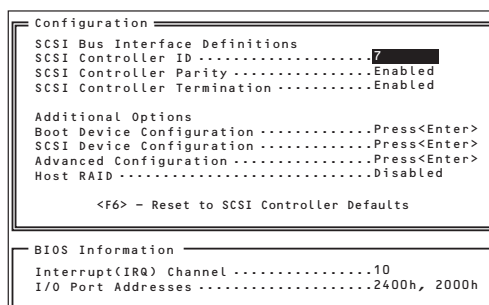 Configuration
SCSI Bus Interface Definitions
SCSI Controller ID ····················7
SCSI Controller Parity ················Enabled
SCSI Controller Termination ···········Enabled
Additional Options
Boot Device Configuration ·············Press<Enter>
SCSI Device Configuration ·············Press<Enter>
Advanced Configuration ················Press<Enter>
Host RAID ·····························Disabled
<F6> – Reset to SCSI Controller Defaults
BIOS Information
Interrupt(IRQ) Channel ················10
I/O Port Addresses ····················2400h, 2000h